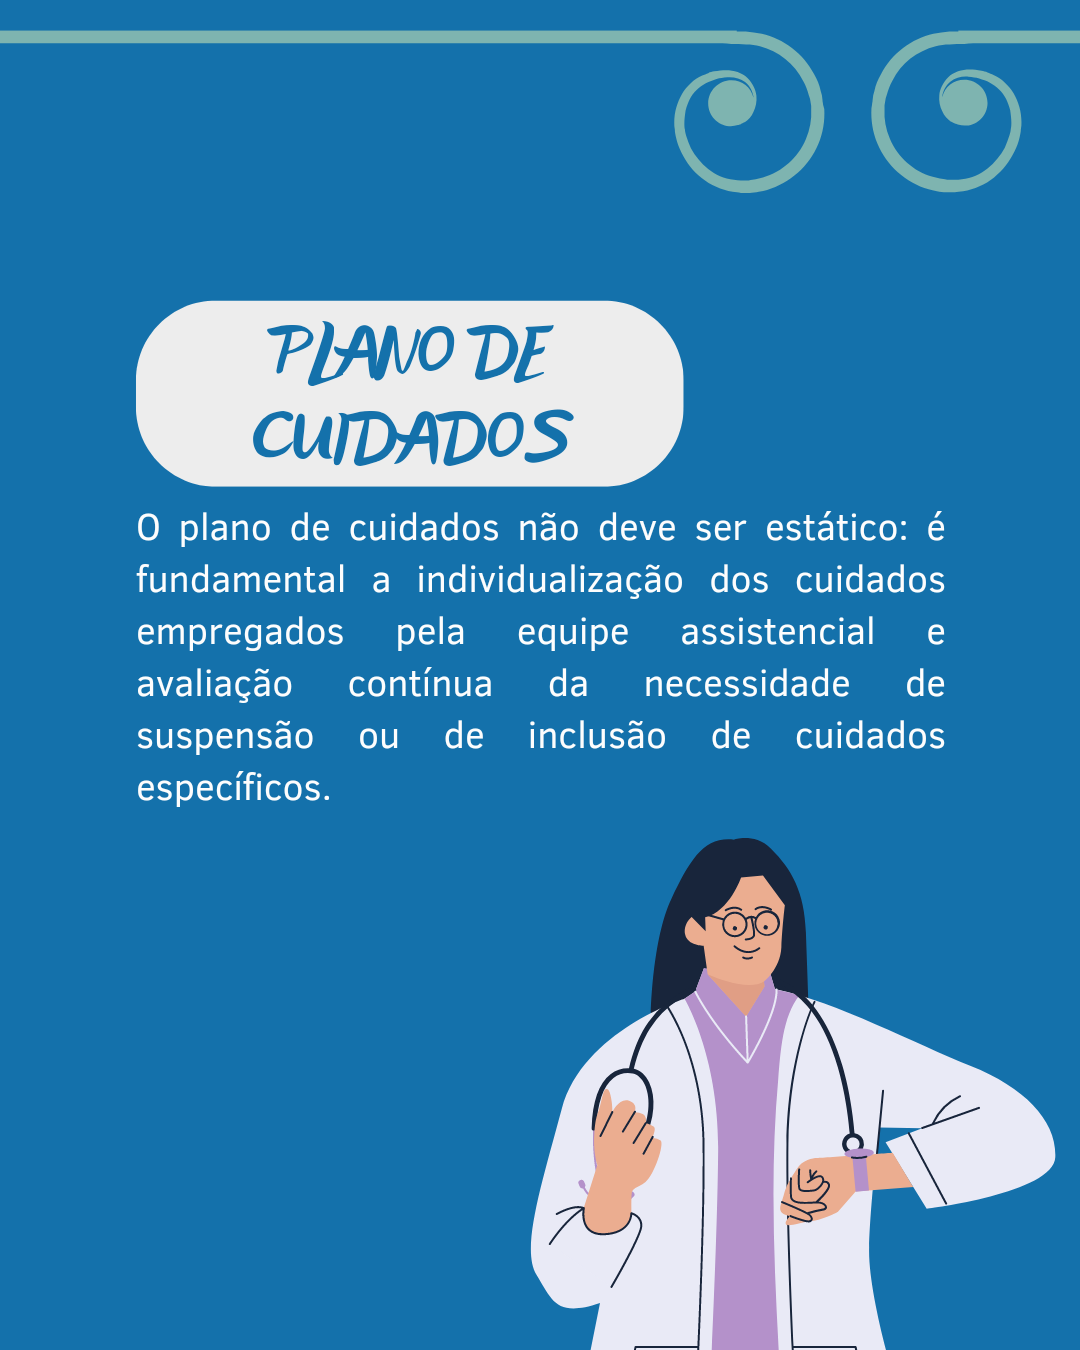 PLANO DE
CUIDADOS
O plano de cuidados não deve ser estático: é
fundamental a individualização dos cuidados
empregados pela equipe assistencial e
avaliação contínua da necessidade de
suspensão ou de inclusão de cuidados
específicos.